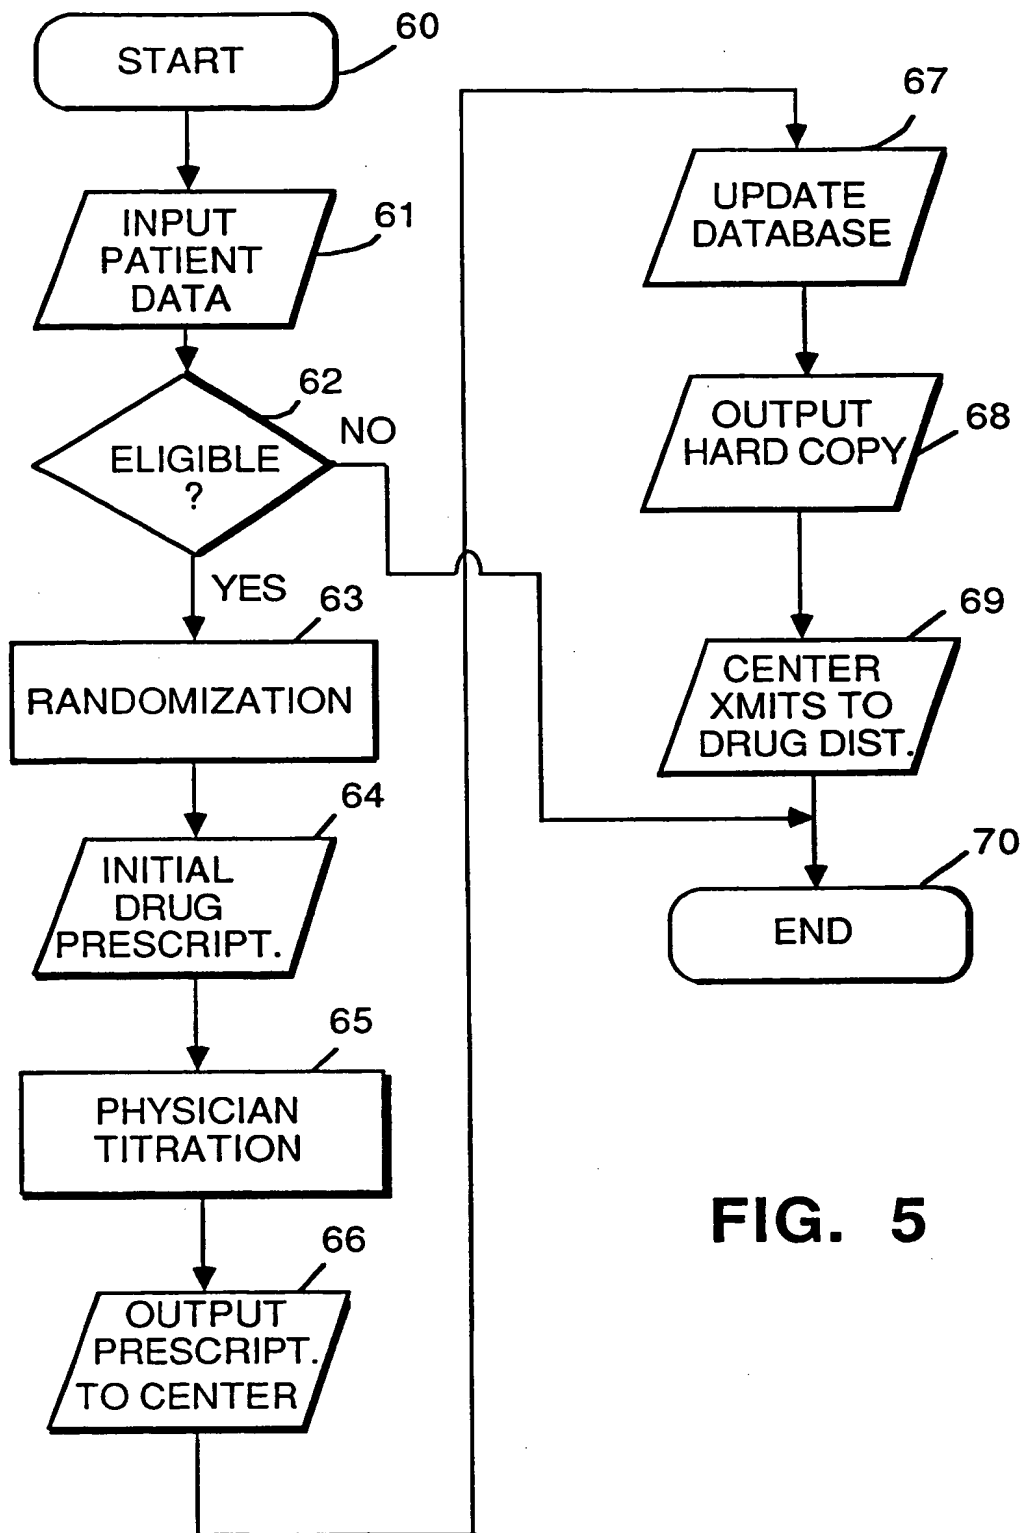 START
60
INPUT
PATIENT
DATA
61
ELIGIBLE
?
62
NO
YES
RANDOMIZATION
63
INITIAL
DRUG
PRESCRIPT.
64
PHYSICIAN
TITRATION
65
OUTPUT
PRESCRIPT.
TO CENTER
66
UPDATE
DATABASE
67
OUTPUT
HARD COPY
68
CENTER
XMITS TO
DRUG DIST.
69
END
70
FIG. 5